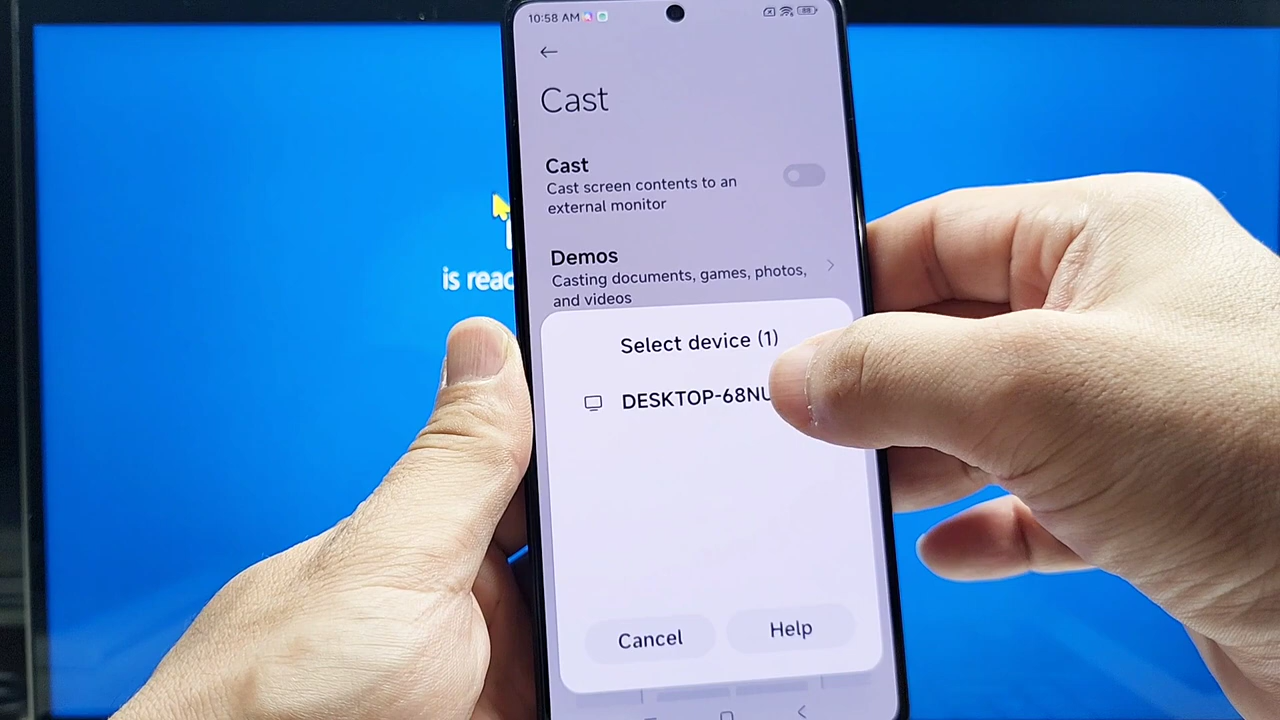 10:58 AM
88
Cast
Cast
Cast screen contents to an
external monitor
Demos
Casting documents, games, photos,
and videos
is
Select device (1)
DESKTOP-68NU
Cancel
Help